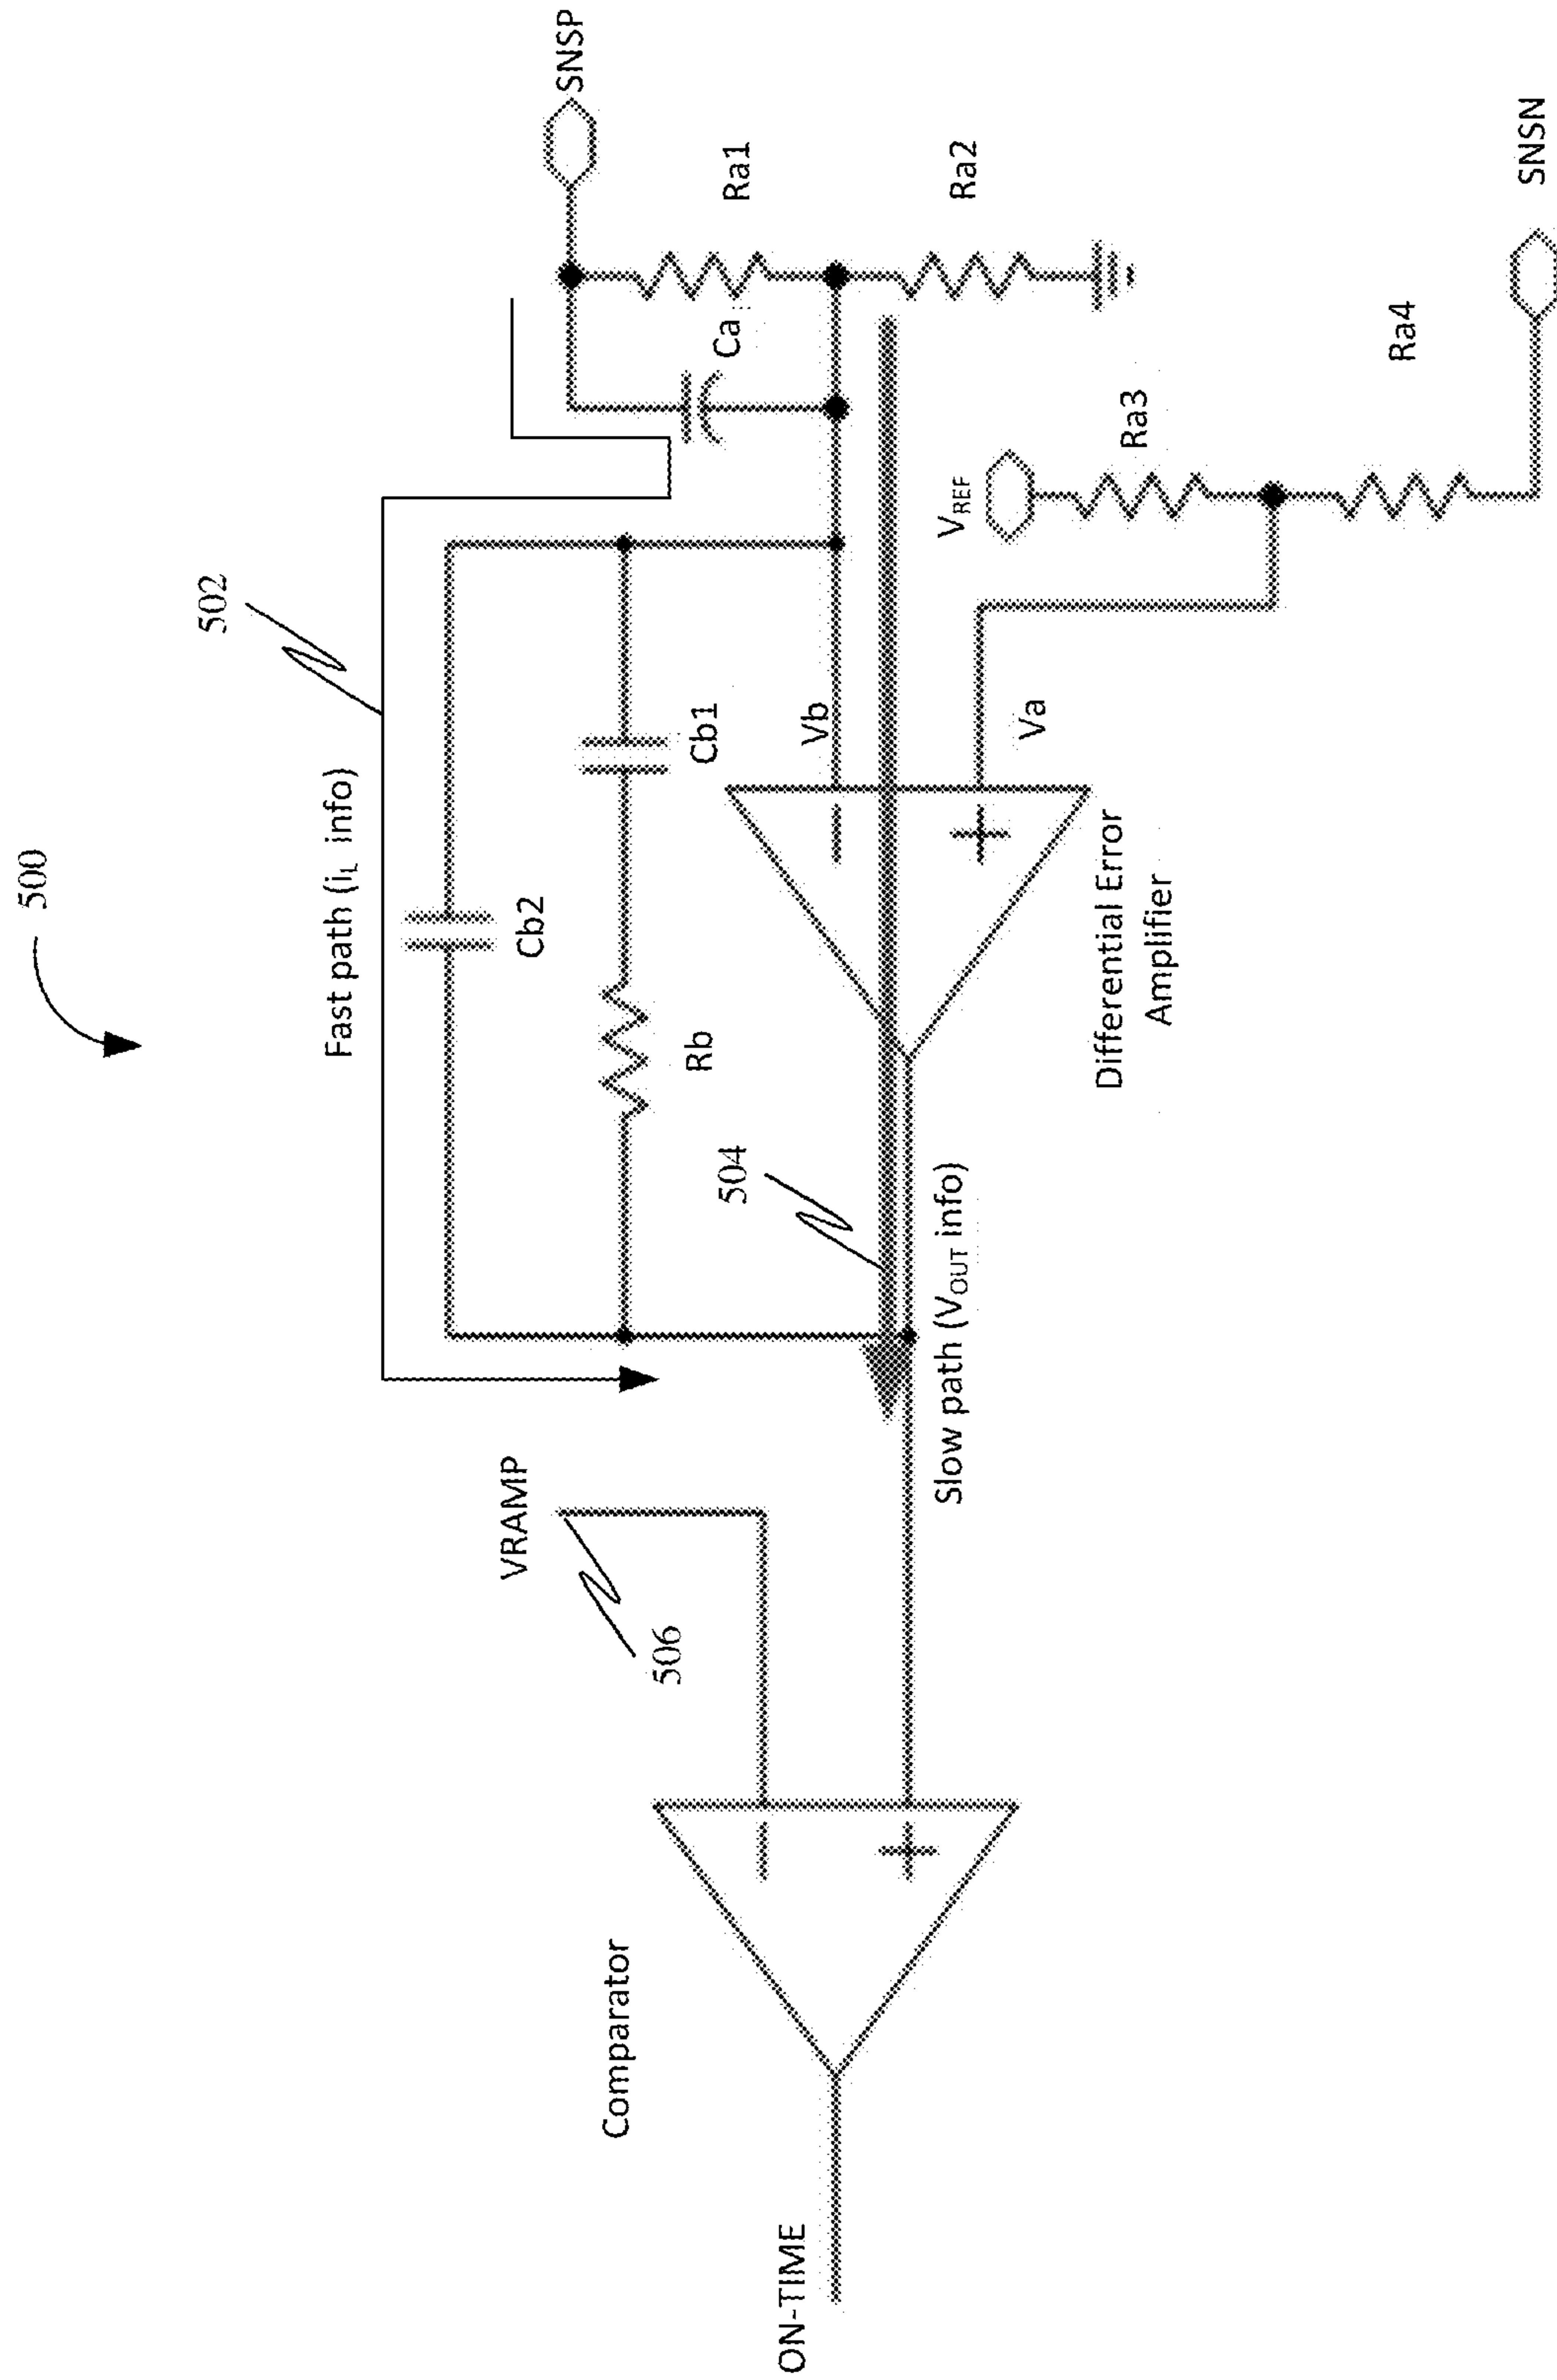 500
502
Fast path (iL info)
SNSP
Cb2
Ca
Ra1
Cb1
Rb
Ra2
504
Vb
Va
VREF
Ra3
Ra4
SNSN
Differential Error
Amplifier
Slow path (VOUT info)
VRAMP
506
Comparator
ON-TIME